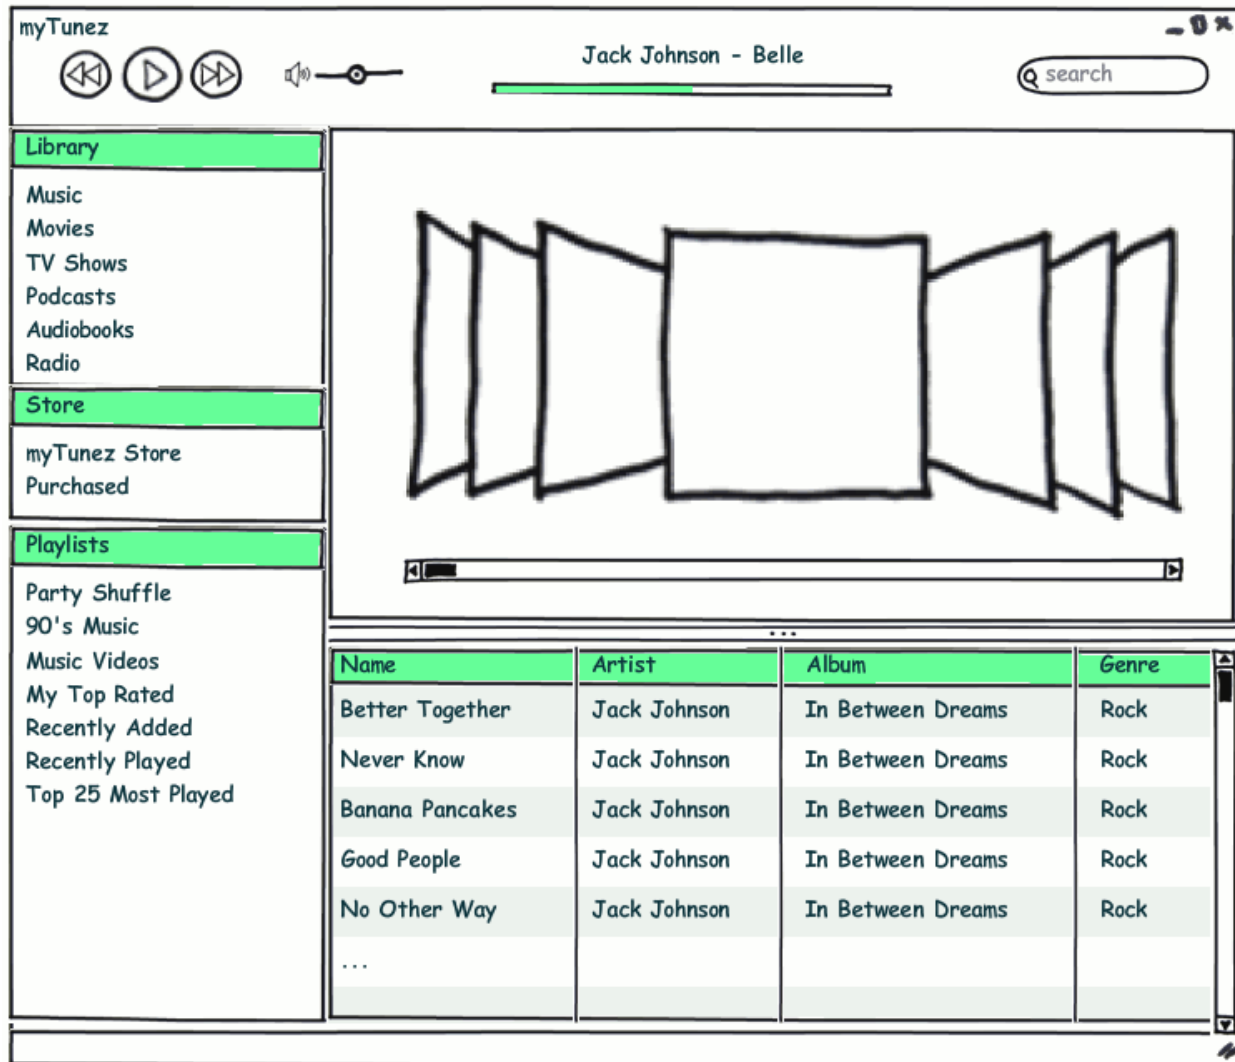 myTunez
Jack Johnson - Belle
search
Library
Music
Movies
TV Shows
Podcasts
Audiobooks
Radio
Store
myTunez Store
Purchased
Playlists
Party Shuffle
90's Music
Music Videos
My Top Rated
Recently Added
Recently Played
Top 25 Most Played
...
Name Artist Album Genre
Better Together Jack Johnson In Between Dreams Rock
Never Know Jack Johnson In Between Dreams Rock
Banana Pancakes Jack Johnson In Between Dreams Rock
Good People Jack Johnson In Between Dreams Rock
No Other Way Jack Johnson In Between Dreams Rock
...